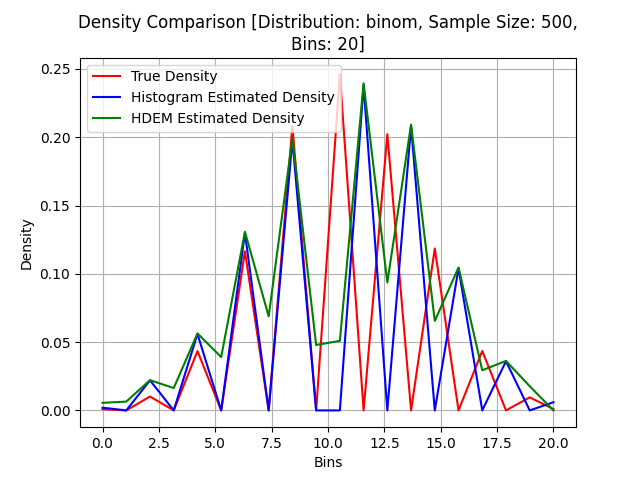 Density Comparison [Distribution: binom, Sample Size: 500,
Bins: 20]
True Density
Histogram Estimated Density
HDEM Estimated Density
0.25
0.20
0.15
0.10
0.05
0.00
Density
0.0 2.5 5.0 7.5 10.0 12.5 15.0 17.5 20.0
Bins